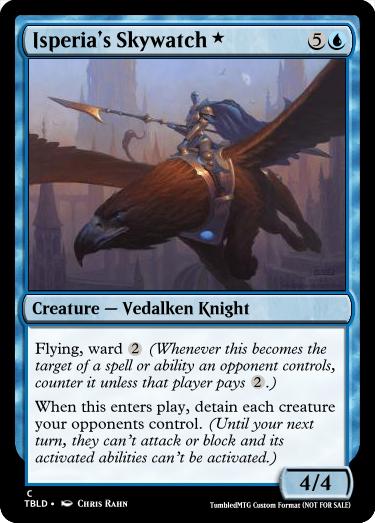 Isperia's Skywatch ★ 5
Creature — Vedalken Knight
Flying, ward 2 (Whenever this becomes the
target of a spell or ability an opponent controls,
counter it unless that player pays 2.)
When this enters play, detain each creature
your opponents control. (Until your next
turn, they can't attack or block and its
activated abilities can't be activated.)
4/4
C
TBLD • Chris Rahn
TumbledMTG Custom Format (NOT FOR SALE)